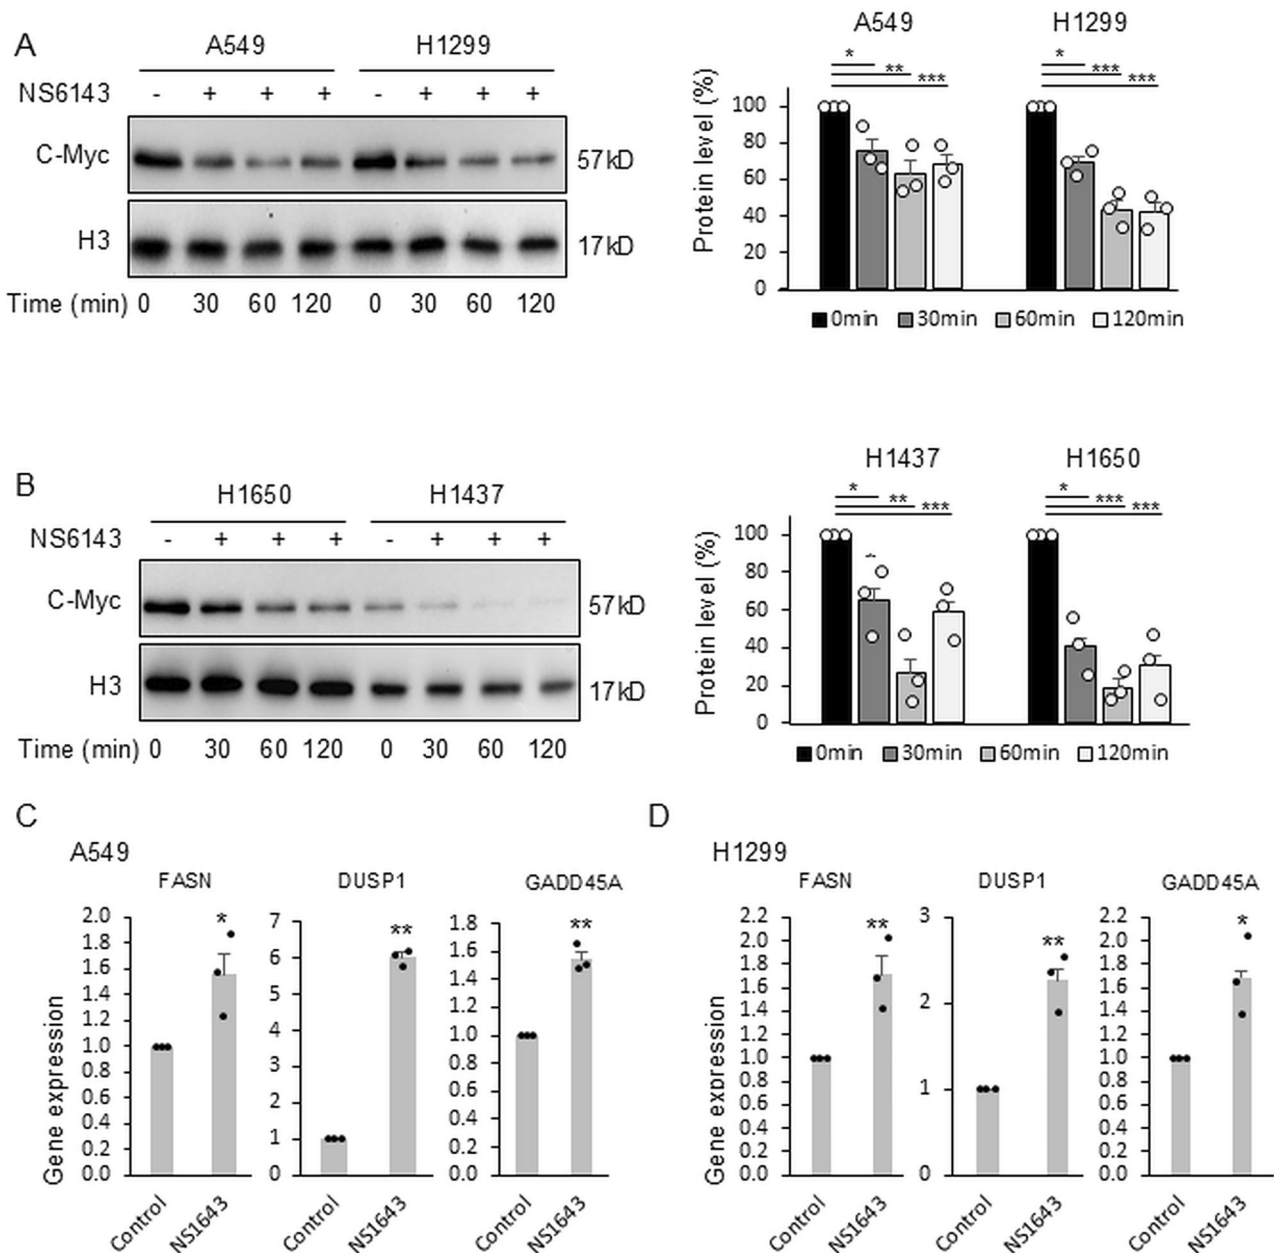 A
A549 H1299
NS6143 - + + + - + + +
C-Myc 57kD
H3 17kD
Time (min) 0 30 60 120 0 30 60 120
A549 H1299
* ** *** * *** ***
Protein level (%)
100
80
60
40
20
0
0min 30min 60min 120min
B
H1650 H1437
NS6143 - + + + - + + +
C-Myc 57kD
H3 17kD
Time (min) 0 30 60 120 0 30 60 120
H1437 H1650
* ** *** * *** ***
Protein level (%)
100
80
60
40
20
0
0min 30min 60min 120min
C
A549
Gene expression
FASN
*
2.0
1.8
1.6
1.4
1.2
1.0
0.8
0.6
0.4
0.2
0.0
Control NS1643
DUSP1
**
7
6
5
4
3
2
1
0
Control NS1643
GADD45A
**
1.8
1.6
1.4
1.2
1.0
0.8
0.6
0.4
0.2
0.0
Control NS1643
D
H1299
Gene expression
FASN
**
2.2
2.0
1.8
1.6
1.4
1.2
1.0
0.8
0.6
0.4
0.2
0.0
Control NS1643
DUSP1
**
3
2
1
0
Control NS1643
GADD45A
*
2.2
2.0
1.8
1.6
1.4
1.2
1.0
0.8
0.6
0.4
0.2
0.0
Control NS1643